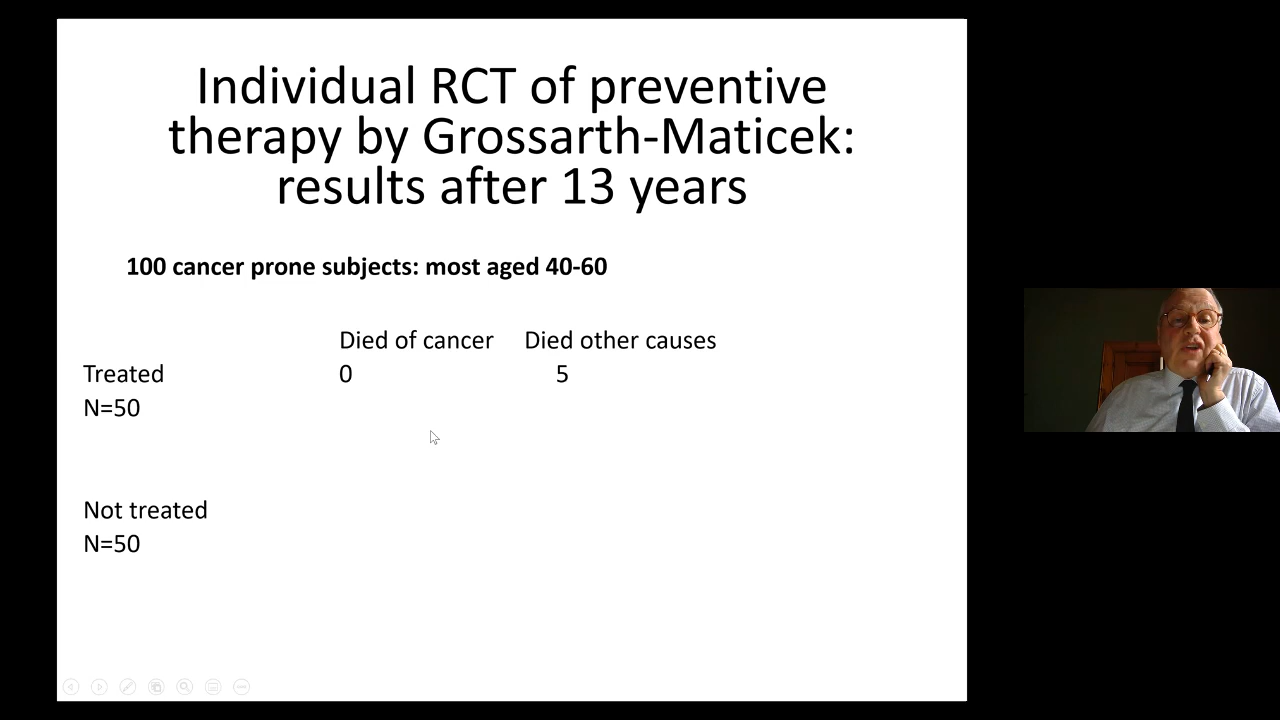 Individual RCT of preventive
therapy by Grossarth-Maticek:
results after 13 years
100 cancer prone subjects: most aged 40-60
Died of cancer Died other causes
Treated 0 5
N=50
Not treated
N=50